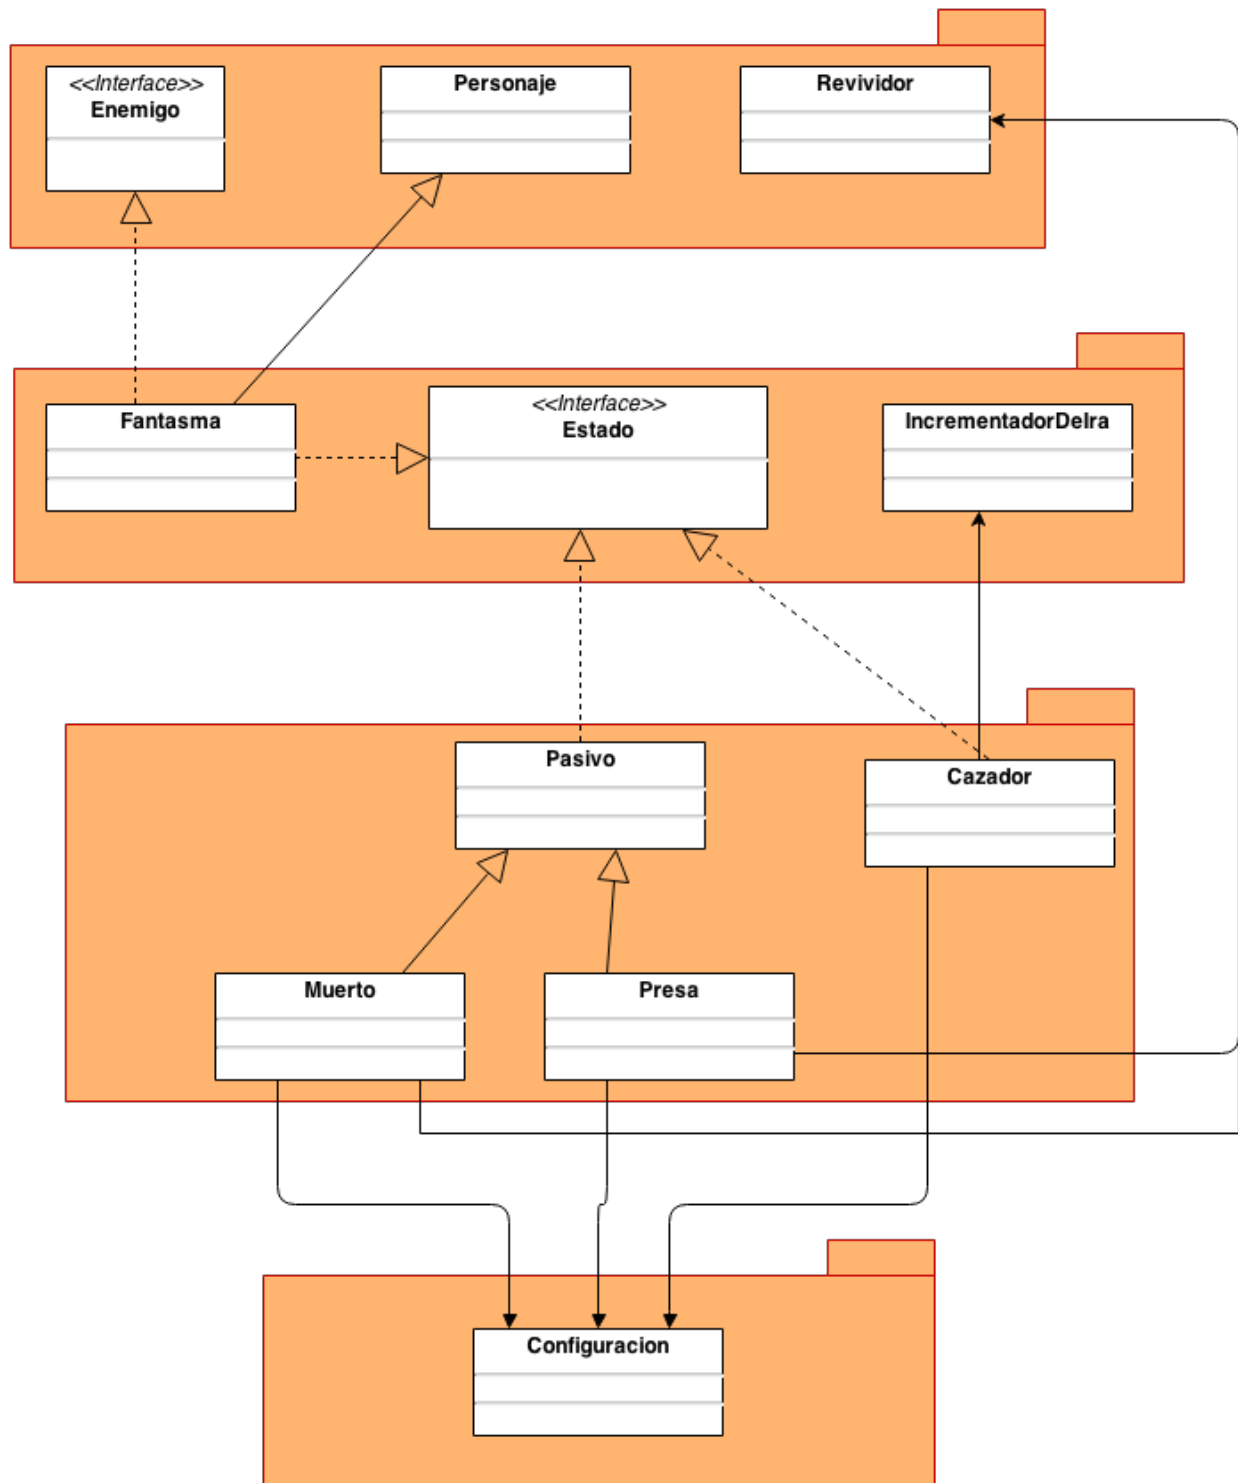 <<Interface>>
Enemigo
Personaje
Revividor
Fantasma
<<Interface>>
Estado
IncrementadorDeIra
Pasivo
Cazador
Muerto
Presa
Configuracion